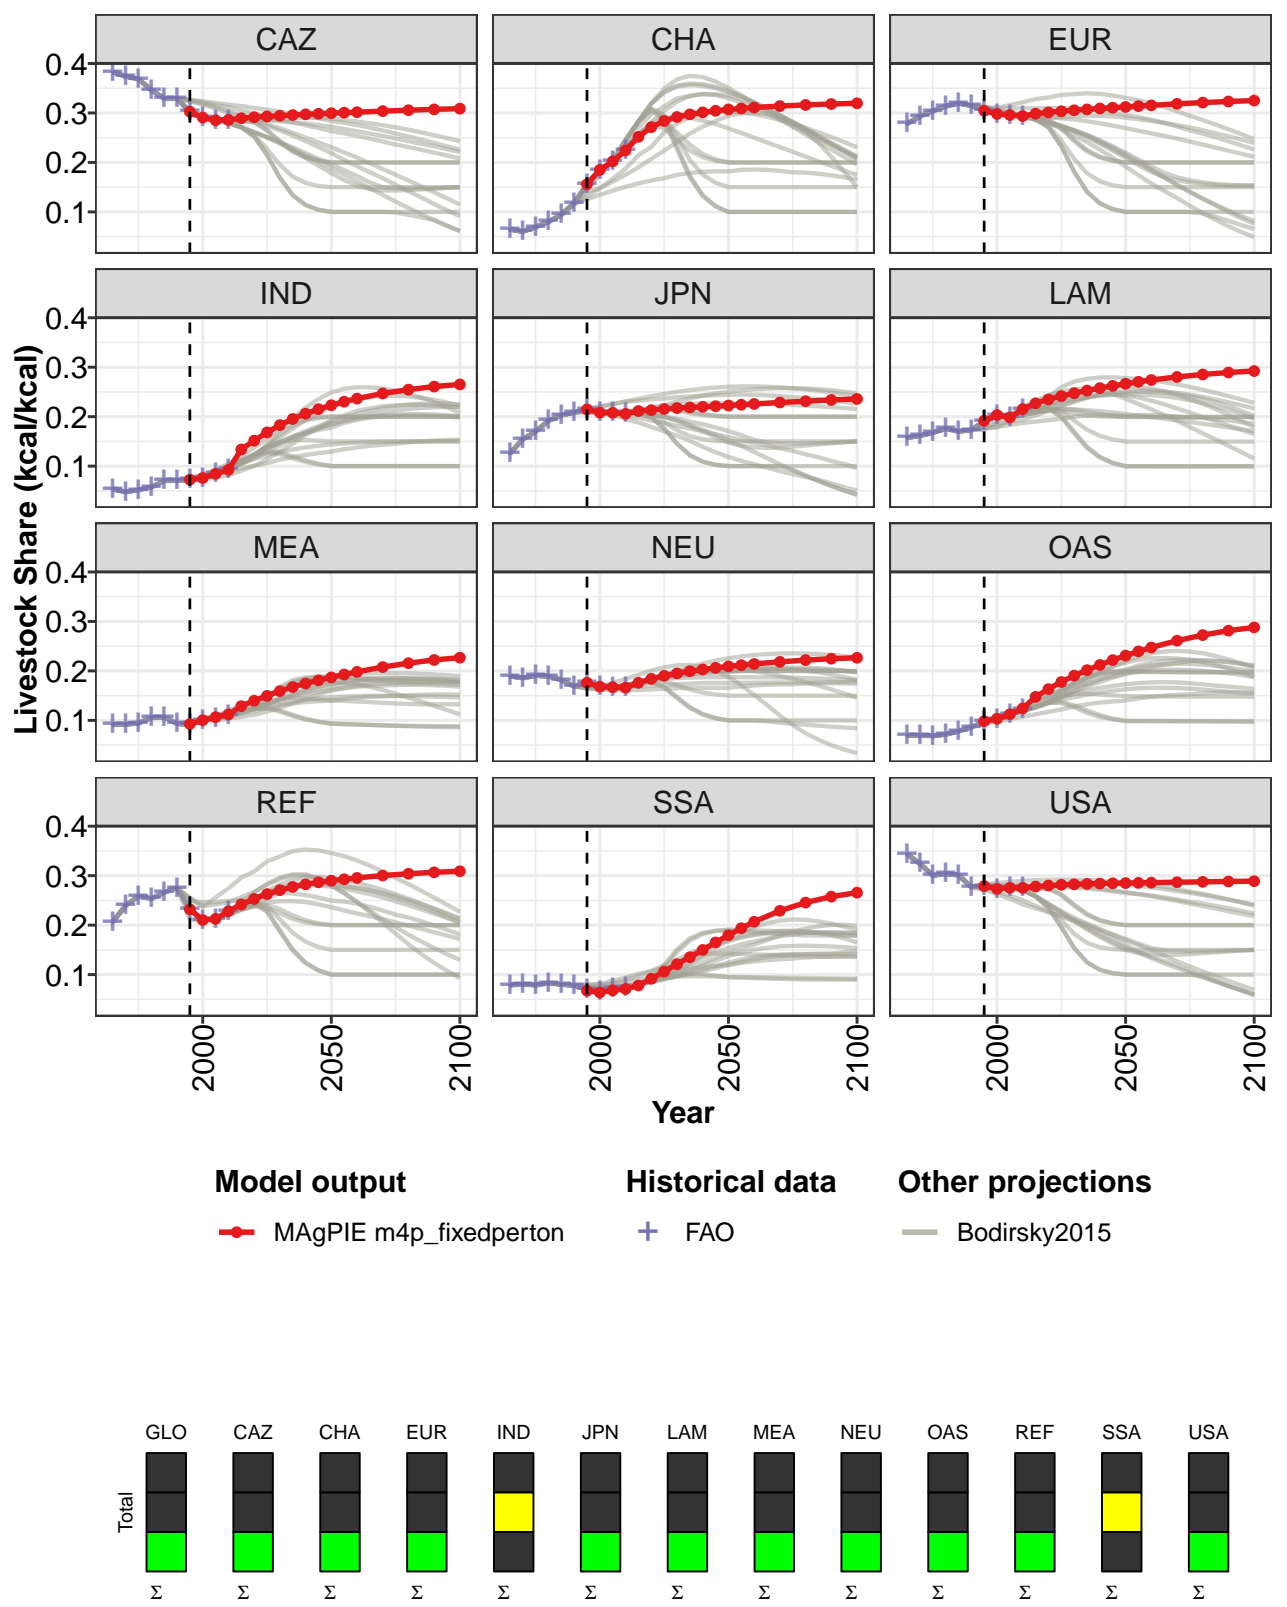 CAZ CHA EUR
0.4
0.3
0.2
0.1
IND JPN LAM
0.4
0.3
0.2
0.1
MEA NEU OAS
0.4
0.3
0.2
0.1
REF SSA USA
0.4
0.3
0.2
0.1
Livestock Share (kcal/kcal)
2000 2050 2100 2000 2050 2100 2000 2050 2100
Year
Model output Historical data Other projections
MAgPIE m4p_fixedperton FAO Bodirsky2015
GLO CAZ CHA EUR IND JPN LAM MEA NEU OAS REF SSA USA
Total
Σ Σ Σ Σ Σ Σ Σ Σ Σ Σ Σ Σ Σ